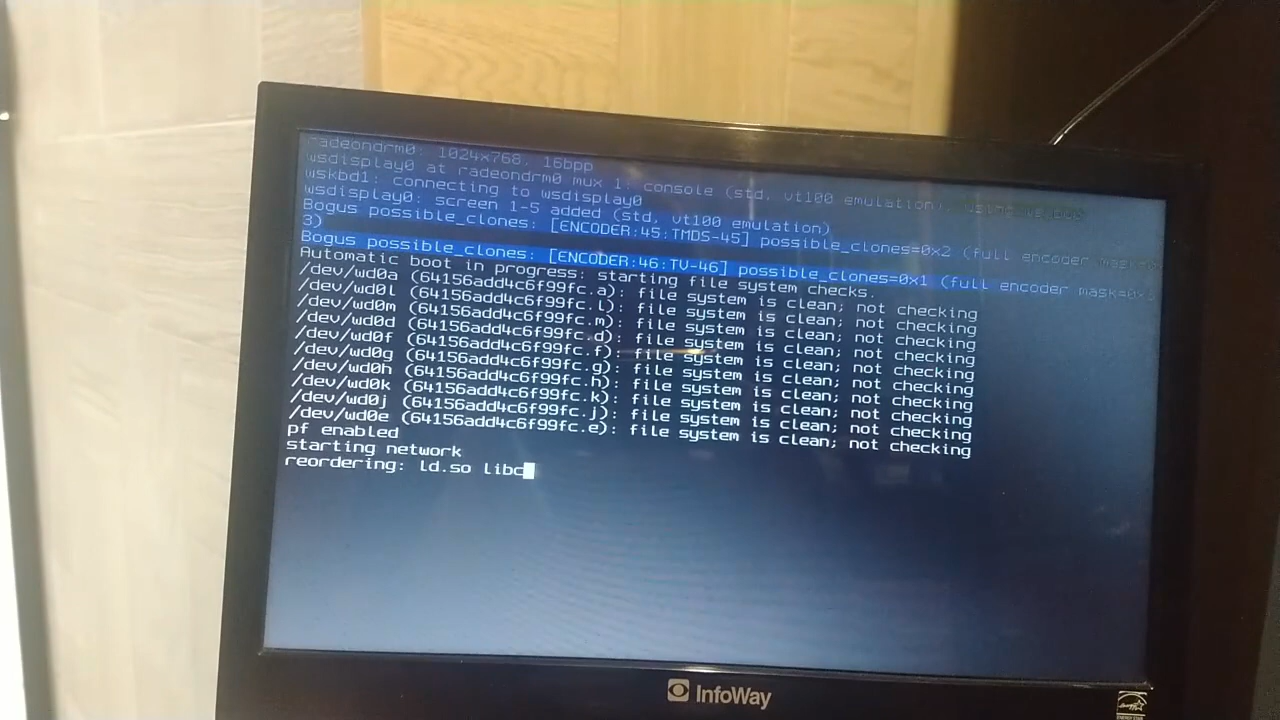 radeondrm0: 1024x768, 16bpp
wsdisplay0 at radeondrm0 mux 1: console (std, vt100 emulation), using wskbd0
wskbd1: connecting to wsdisplay0
wsdisplay0: screen 1-5 added (std, vt100 emulation)
Bogus possible_clones: [ENCODER:45:TMDS-45] possible_clones=0x2 (full encoder mask=0x
3)
Bogus possible_clones: [ENCODER:46:TV-46] possible_clones=0x1 (full encoder mask=0x3
Automatic boot in progress: starting file system checks.
/dev/wd0a (64156add4c6f99fc.a): file system is clean; not checking
/dev/wd0l (64156add4c6f99fc.l): file system is clean; not checking
/dev/wd0m (64156add4c6f99fc.m): file system is clean; not checking
/dev/wd0d (64156add4c6f99fc.d): file system is clean; not checking
/dev/wd0f (64156add4c6f99fc.f): file system is clean; not checking
/dev/wd0g (64156add4c6f99fc.g): file system is clean; not checking
/dev/wd0h (64156add4c6f99fc.h): file system is clean; not checking
/dev/wd0k (64156add4c6f99fc.k): file system is clean; not checking
/dev/wd0j (64156add4c6f99fc.j): file system is clean; not checking
/dev/wd0e (64156add4c6f99fc.e): file system is clean; not checking
pf enabled
starting network
reordering: ld.so libc
InfoWay
ENERGY STAR